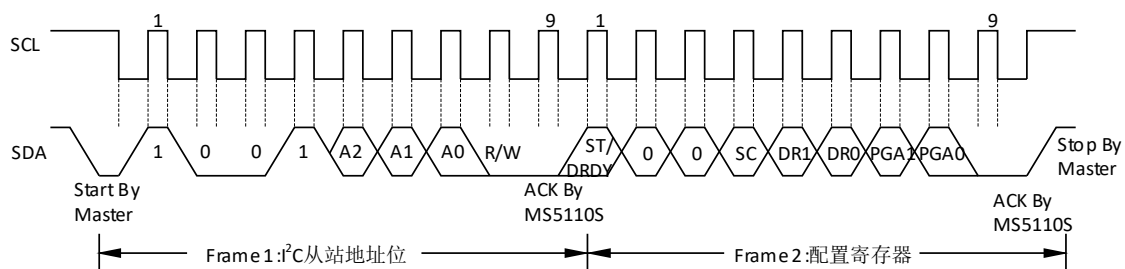 1 9 1 9
SCL
SDA 1 0 0 1 A2 A1 A0 R/W ST/ 0 0 SC DR1 DR0 PGA1 PGA0 Stop By
DRDY Master
Start By ACK By ACK By
Master MS5110S MS5110S
Frame 1:I²C从站地址位 Frame 2:配置寄存器